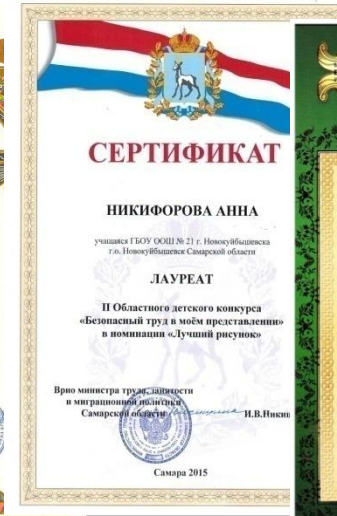 СЕРТИФИКАТ
НИКИФОРОВА АННА
учащаяся ГБОУ ООШ № 21 г. Новокуйбышевска
г.о. Новокуйбышевск Самарской области
ЛАУРЕАТ
II Областного детского конкурса
«Безопасный труд в моём представлении»
в номинации «Лучший рисунок»
Врио министра труда, занятости
и миграционной политики
Самарской области
И.В.Никиш
Самара 2015